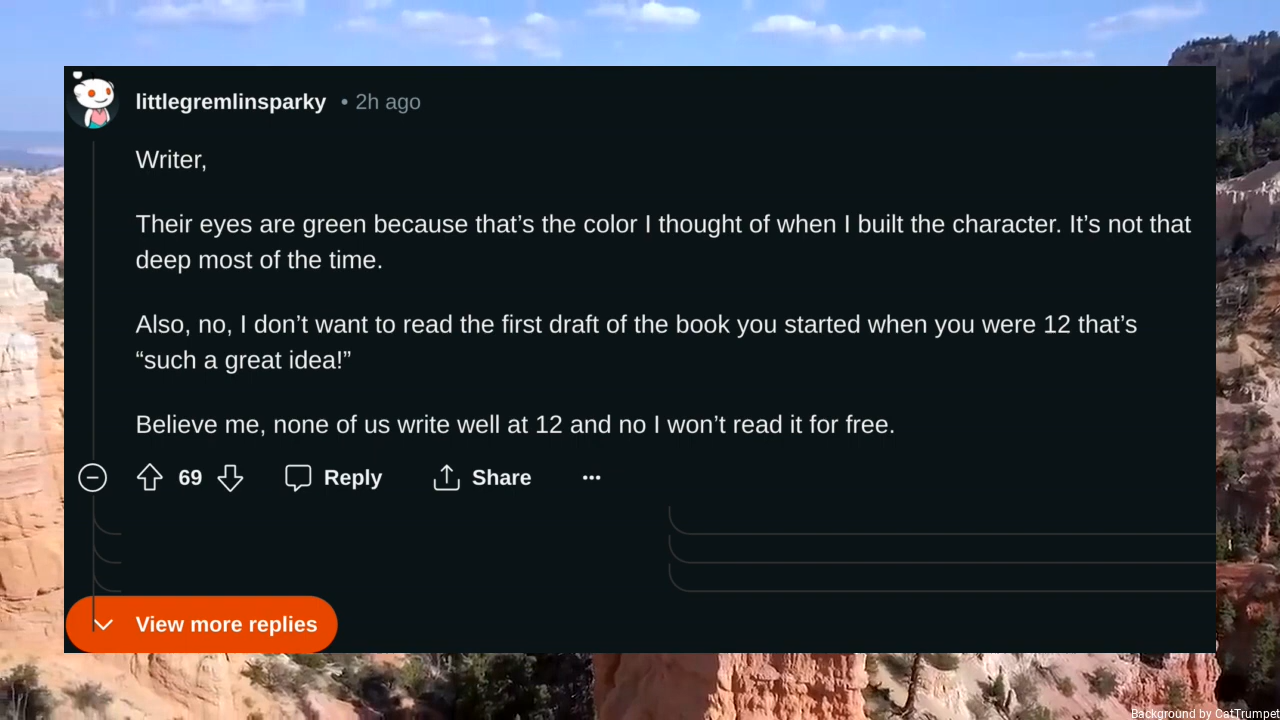 littlegremlinsparky • 2h ago
Writer,
Their eyes are green because that’s the color I thought of when I built the character. It’s not that
deep most of the time.
Also, no, I don’t want to read the first draft of the book you started when you were 12 that’s
“such a great idea!”
Believe me, none of us write well at 12 and no I won’t read it for free.
69 Reply Share ...
View more replies
Background by CatTrumpet